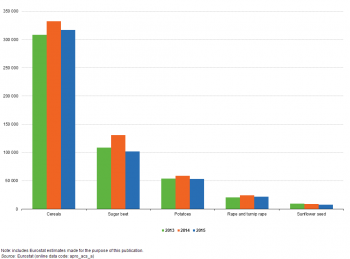 350 000
300 000
250 000
200 000
150 000
100 000
50 000
0
Cereals
Sugar beet
Potatoes
Rape and turnip rape
Sunflower seed
2013 2014 2015
Note: includes Eurostat estimates made for the purpose of this publication.
Source: Eurostat (online data code: apro_acs_a)